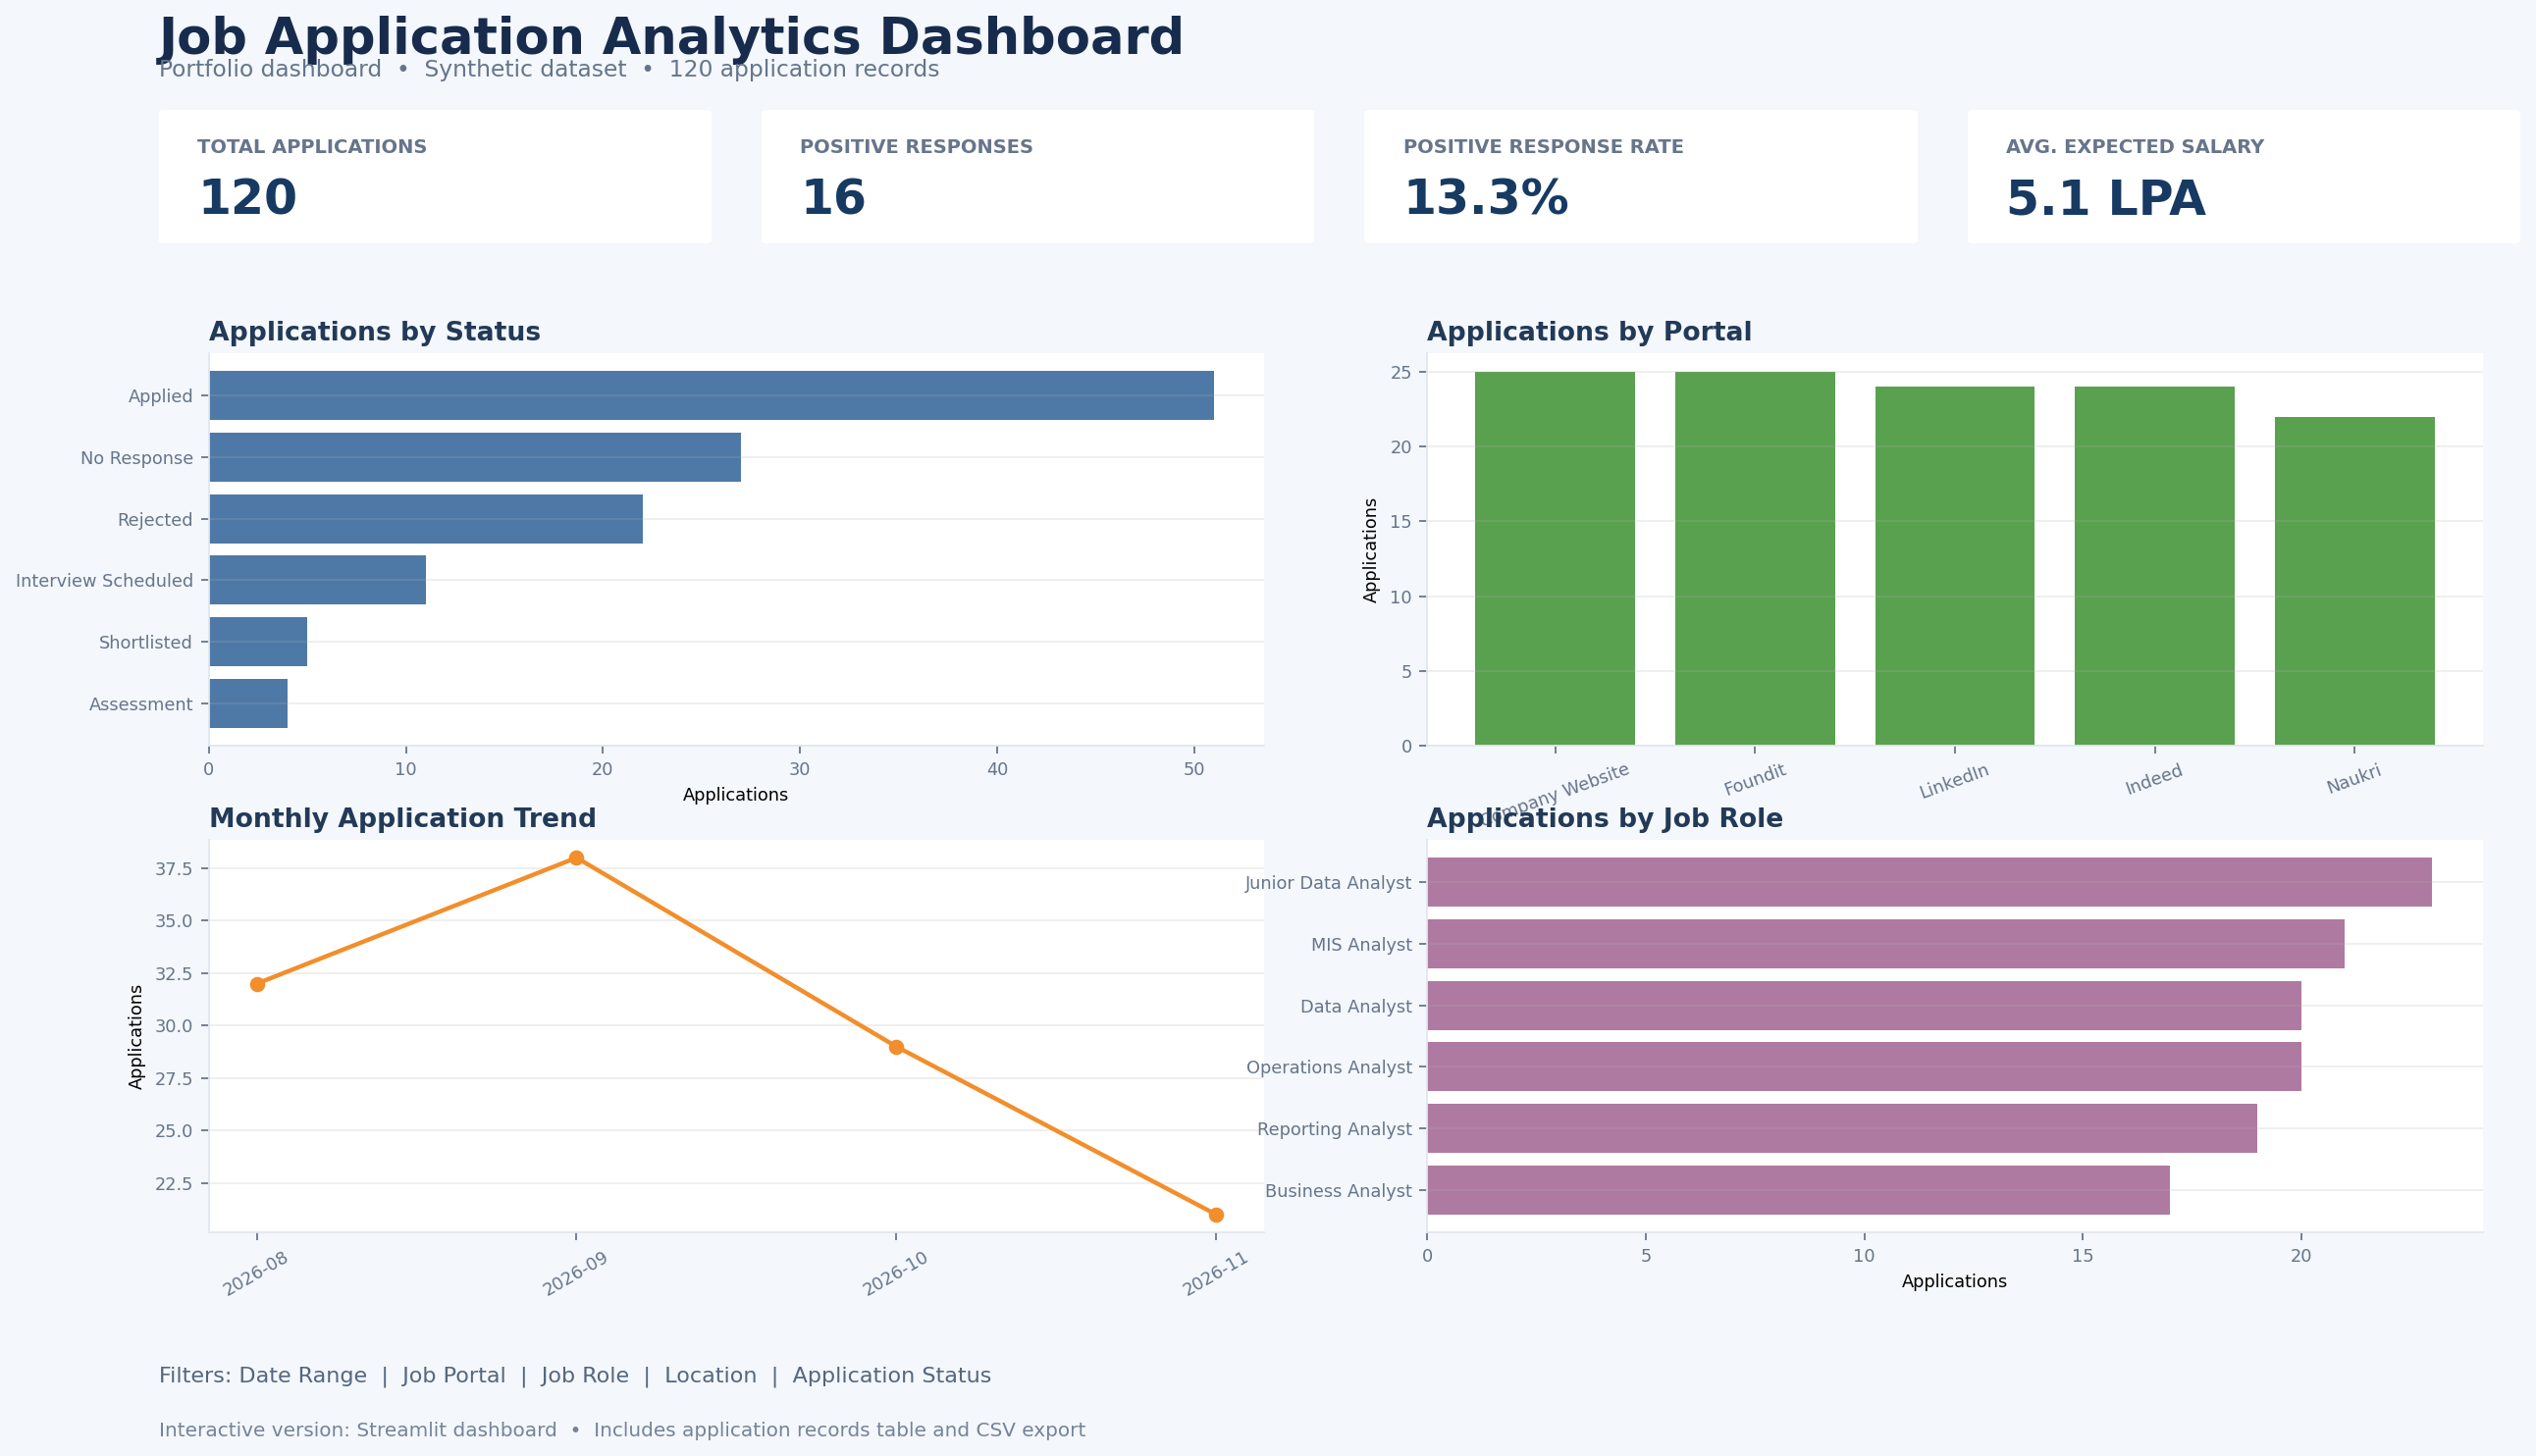 Job Application Analytics Dashboard
Portfolio dashboard • Synthetic dataset • 120 application records
TOTAL APPLICATIONS
120
POSITIVE RESPONSES
16
POSITIVE RESPONSE RATE
13.3%
AVG. EXPECTED SALARY
5.1 LPA
Applications by Status
Applied
No Response
Rejected
Interview Scheduled
Shortlisted
Assessment
0 10 20 30 40 50
Applications
Applications by Portal
25
20
15
10
5
0
Applications
Company Website Foundit LinkedIn Indeed Naukri
Monthly Application Trend
37.5
35.0
32.5
30.0
27.5
25.0
22.5
Applications
2026-08 2026-09 2026-10 2026-11
Applications by Job Role
Junior Data Analyst
MIS Analyst
Data Analyst
Operations Analyst
Reporting Analyst
Business Analyst
0 5 10 15 20
Applications
Filters: Date Range | Job Portal | Job Role | Location | Application Status
Interactive version: Streamlit dashboard • Includes application records table and CSV export